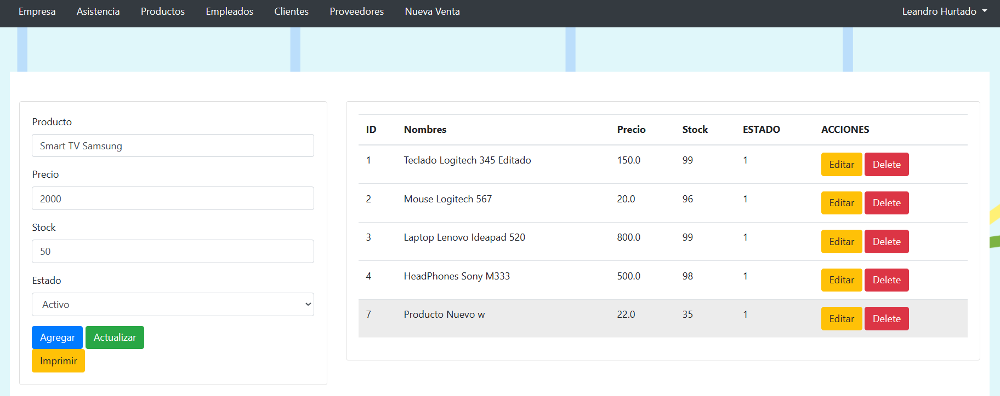 Empresa Asistencia Productos Empleados Clientes Proveedores Nueva Venta Leandro Hurtado
Producto
Smart TV Samsung
Precio
2000
Stock
50
Estado
Activo
Agregar Actualizar
Imprimir
ID Nombres Precio Stock ESTADO ACCIONES
1 Teclado Logitech 345 Editado 150.0 99 1 Editar Delete
2 Mouse Logitech 567 20.0 96 1 Editar Delete
3 Laptop Lenovo Ideapad 520 800.0 99 1 Editar Delete
4 HeadPhones Sony M333 500.0 98 1 Editar Delete
7 Producto Nuevo w 22.0 35 1 Editar Delete